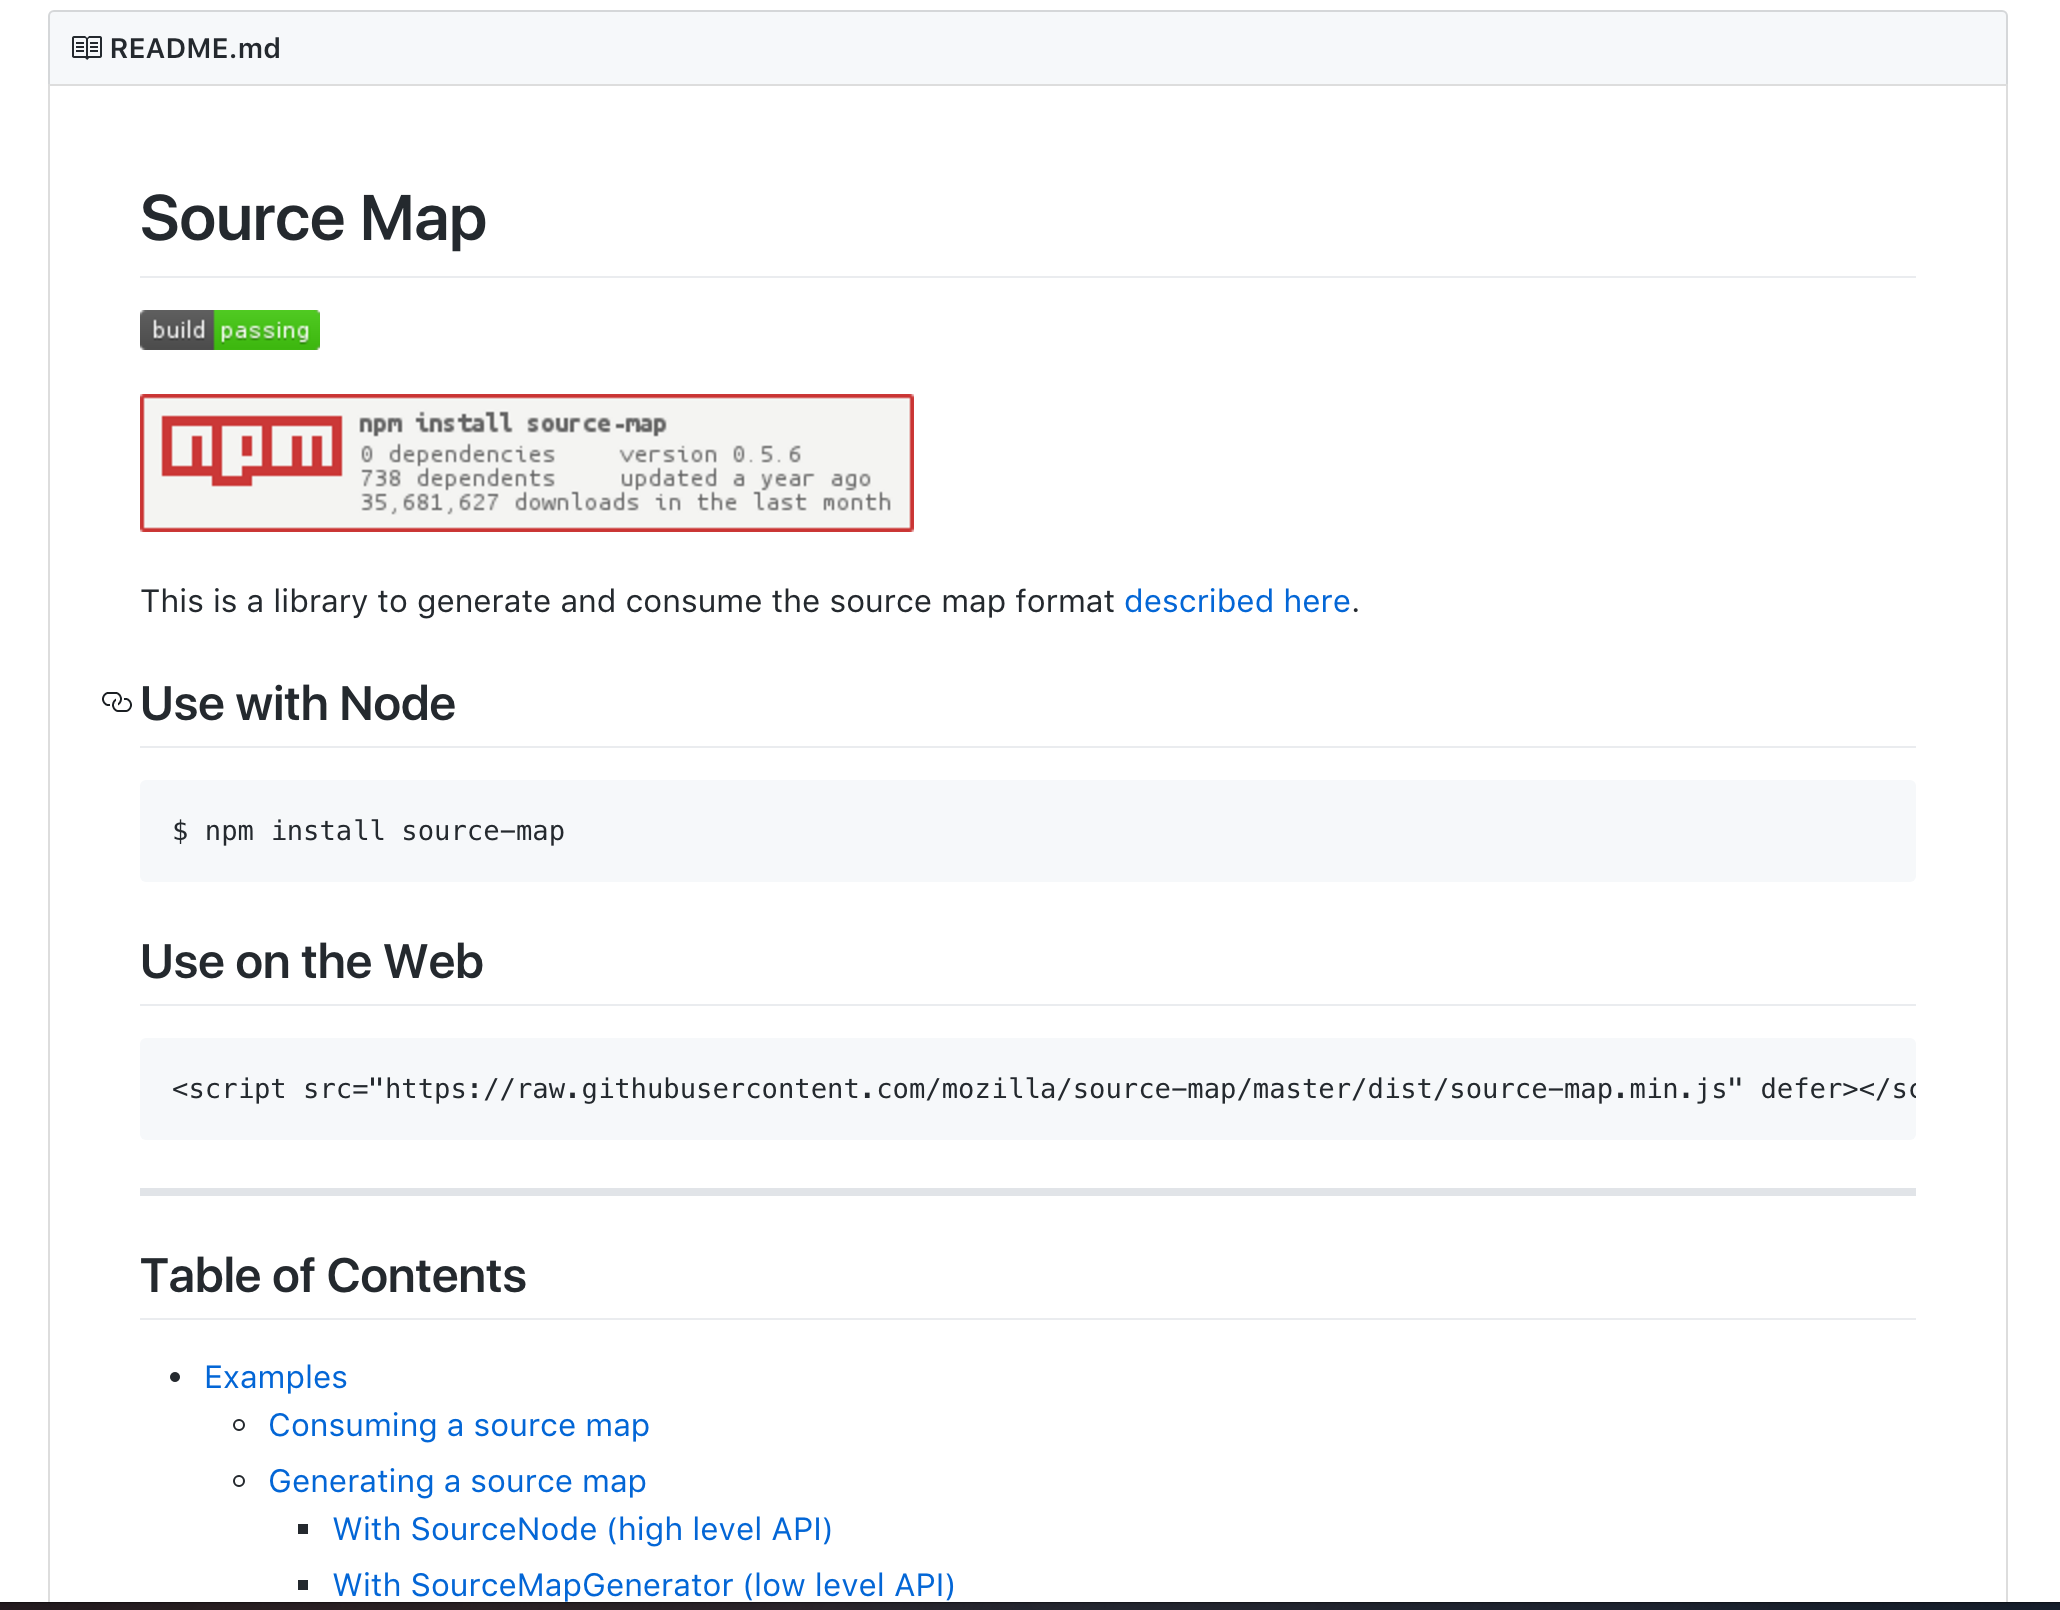 README.md
Source Map
build passing
npm
npm install source-map
0 dependencies version 0.5.6
738 dependents updated a year ago
35,681,627 downloads in the last month
This is a library to generate and consume the source map format described here.
Use with Node
$ npm install source-map
Use on the Web
<script src="https://raw.githubusercontent.com/mozilla/source-map/master/dist/source-map.min.js" defer></sc
Table of Contents
Examples
Consuming a source map
Generating a source map
With SourceNode (high level API)
With SourceMapGenerator (low level API)